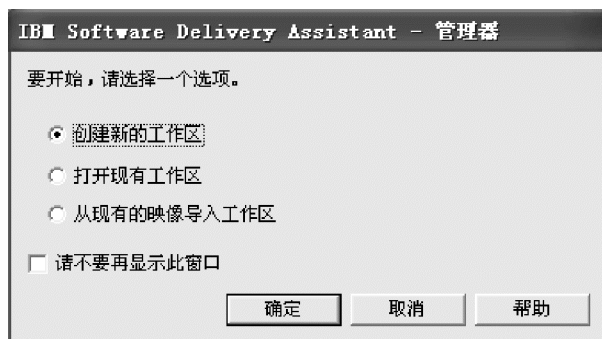 IBM Software Delivery Assistant - 管理器
要开始，请选择一个选项。
创建新的工作区
打开现有工作区
从现有的映像导入工作区
请不要再显示此窗口
确定 取消 帮助